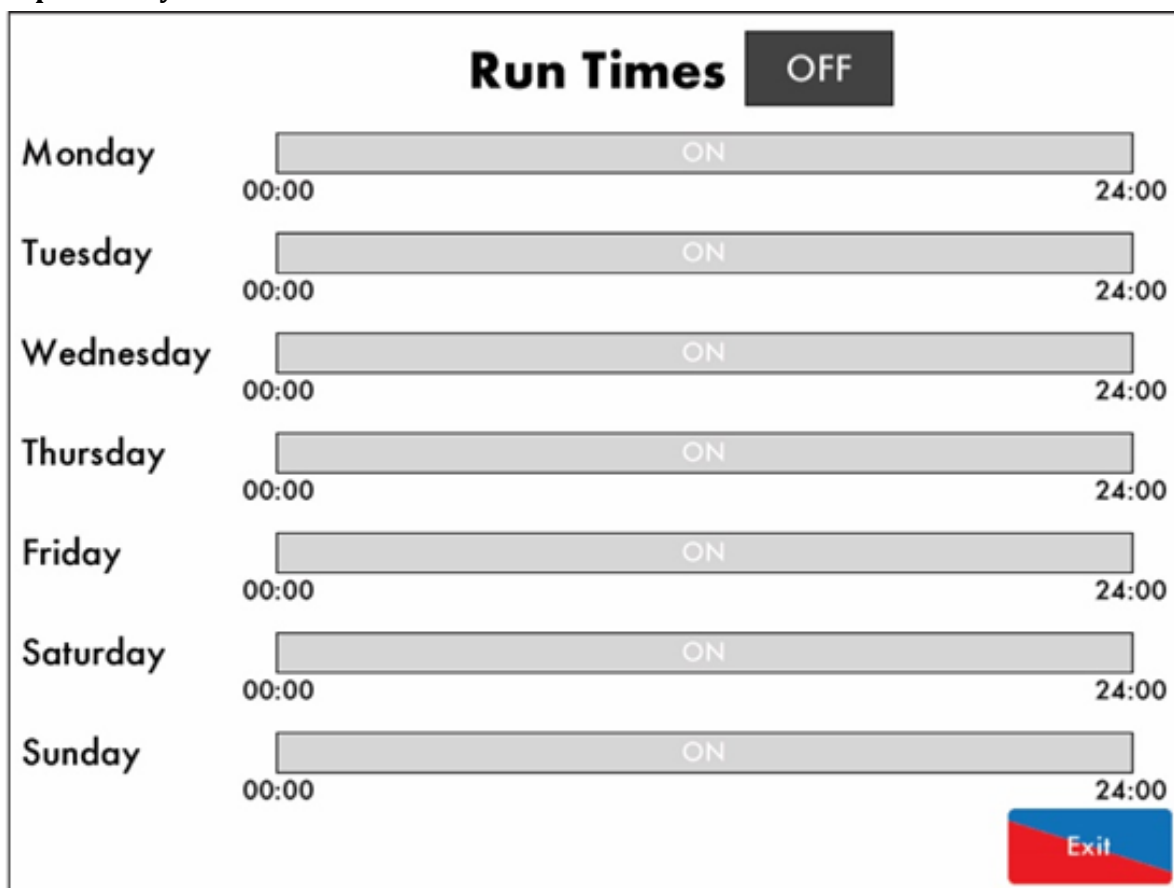 Run Times OFF
Monday ON
00:00 24:00
Tuesday ON
00:00 24:00
Wednesday ON
00:00 24:00
Thursday ON
00:00 24:00
Friday ON
00:00 24:00
Saturday ON
00:00 24:00
Sunday ON
00:00 24:00
Exit